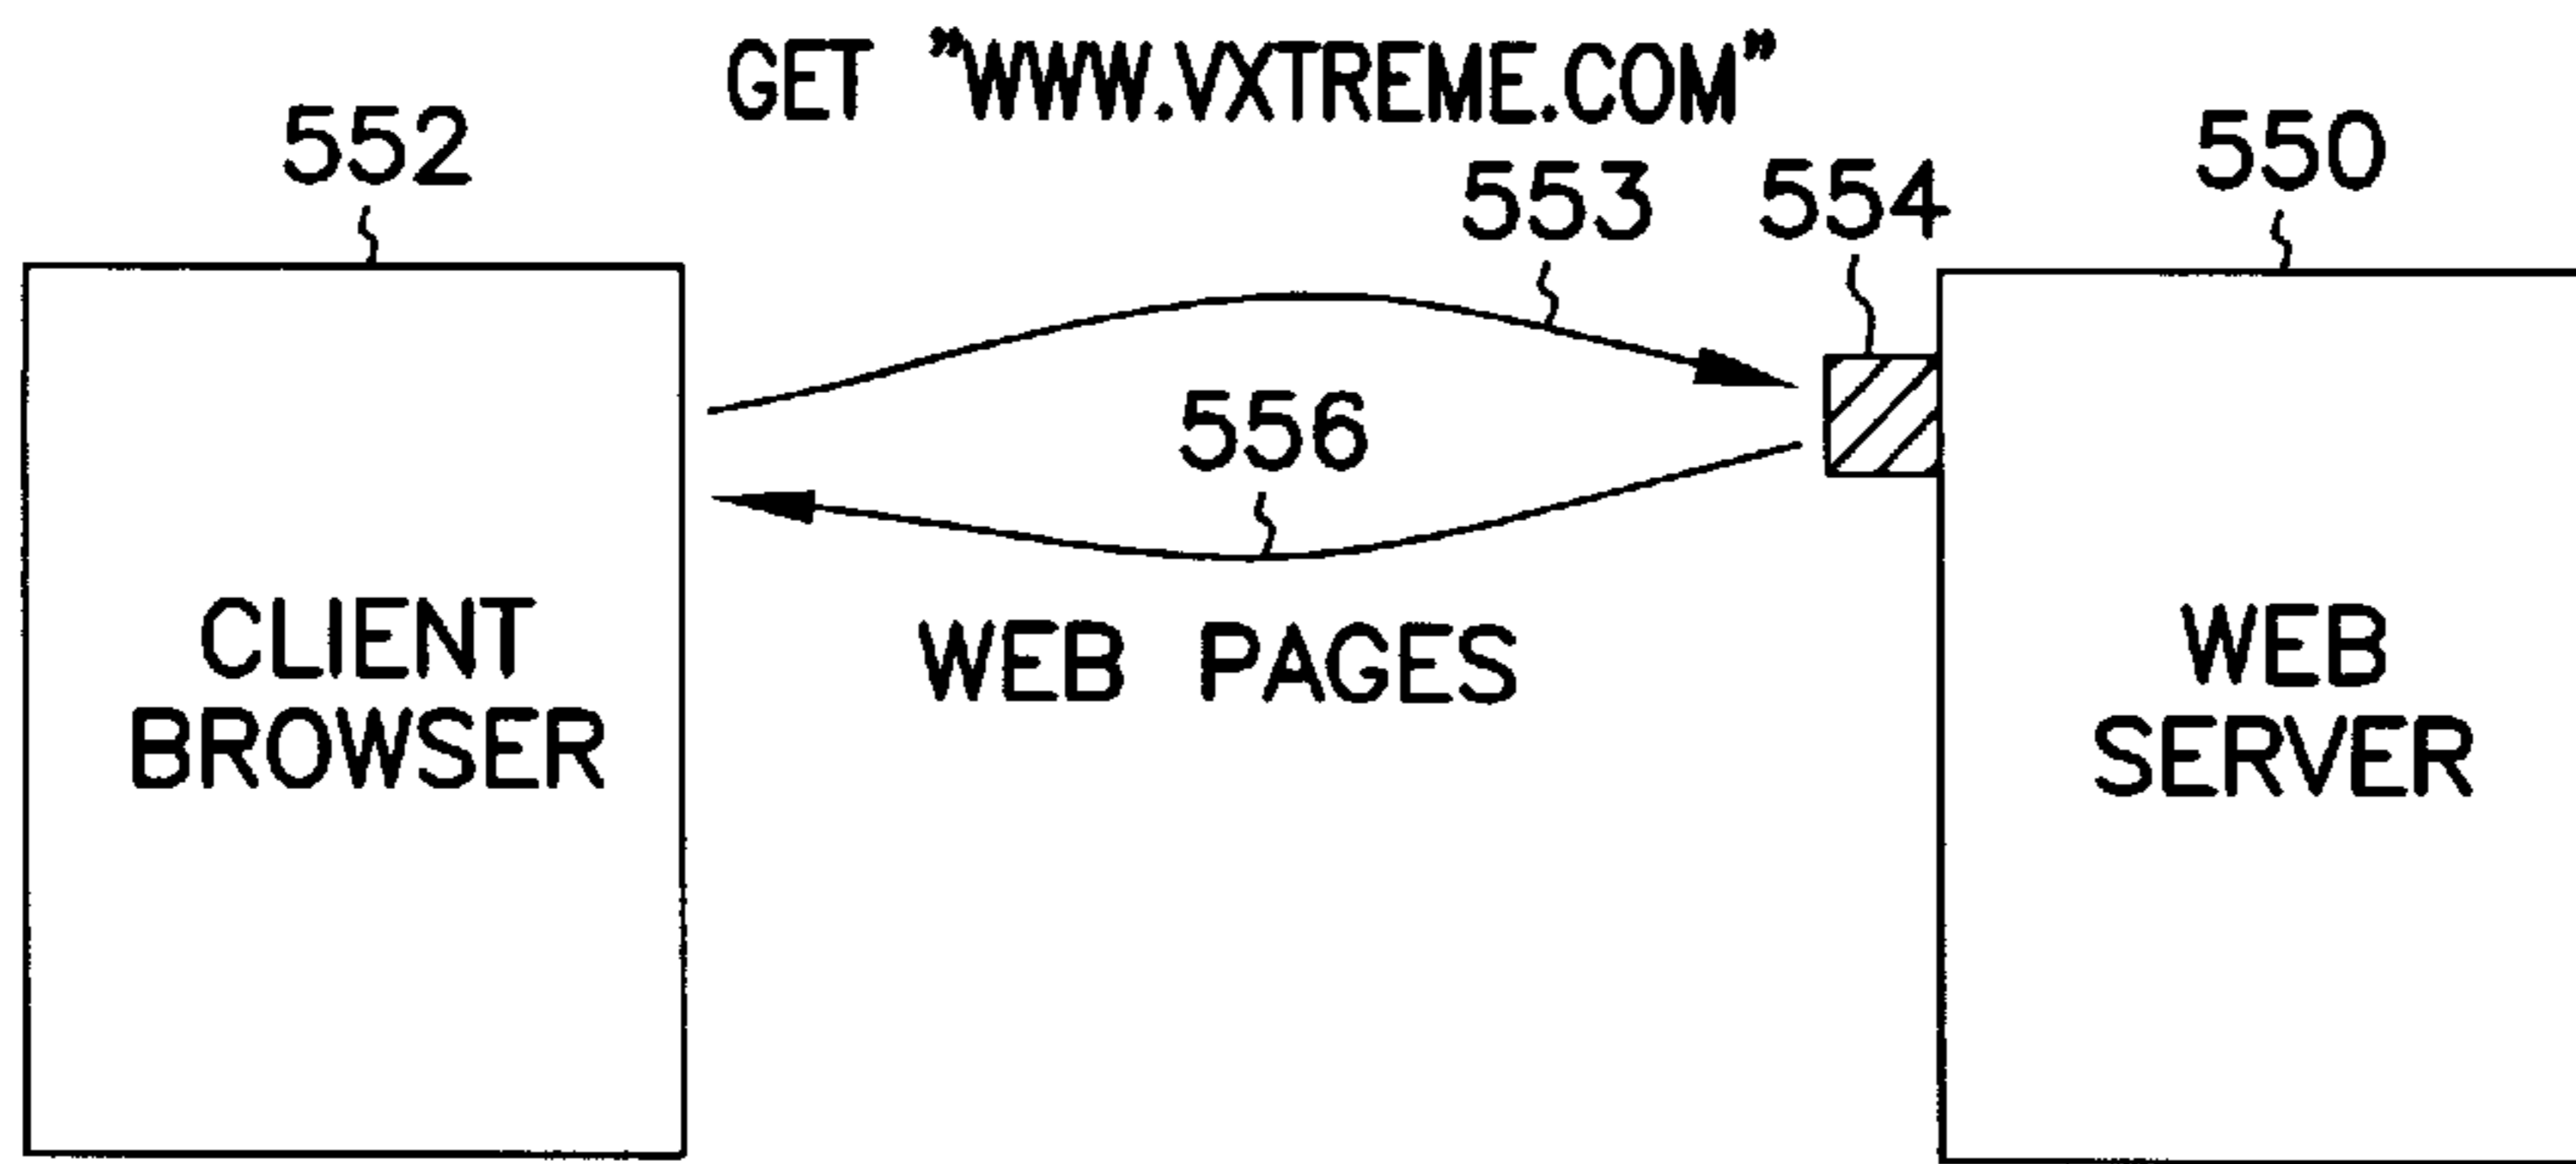 GET "WWW.VXTREME.COM"
552
553
554
550
556
CLIENT
BROWSER
WEB PAGES
WEB
SERVER